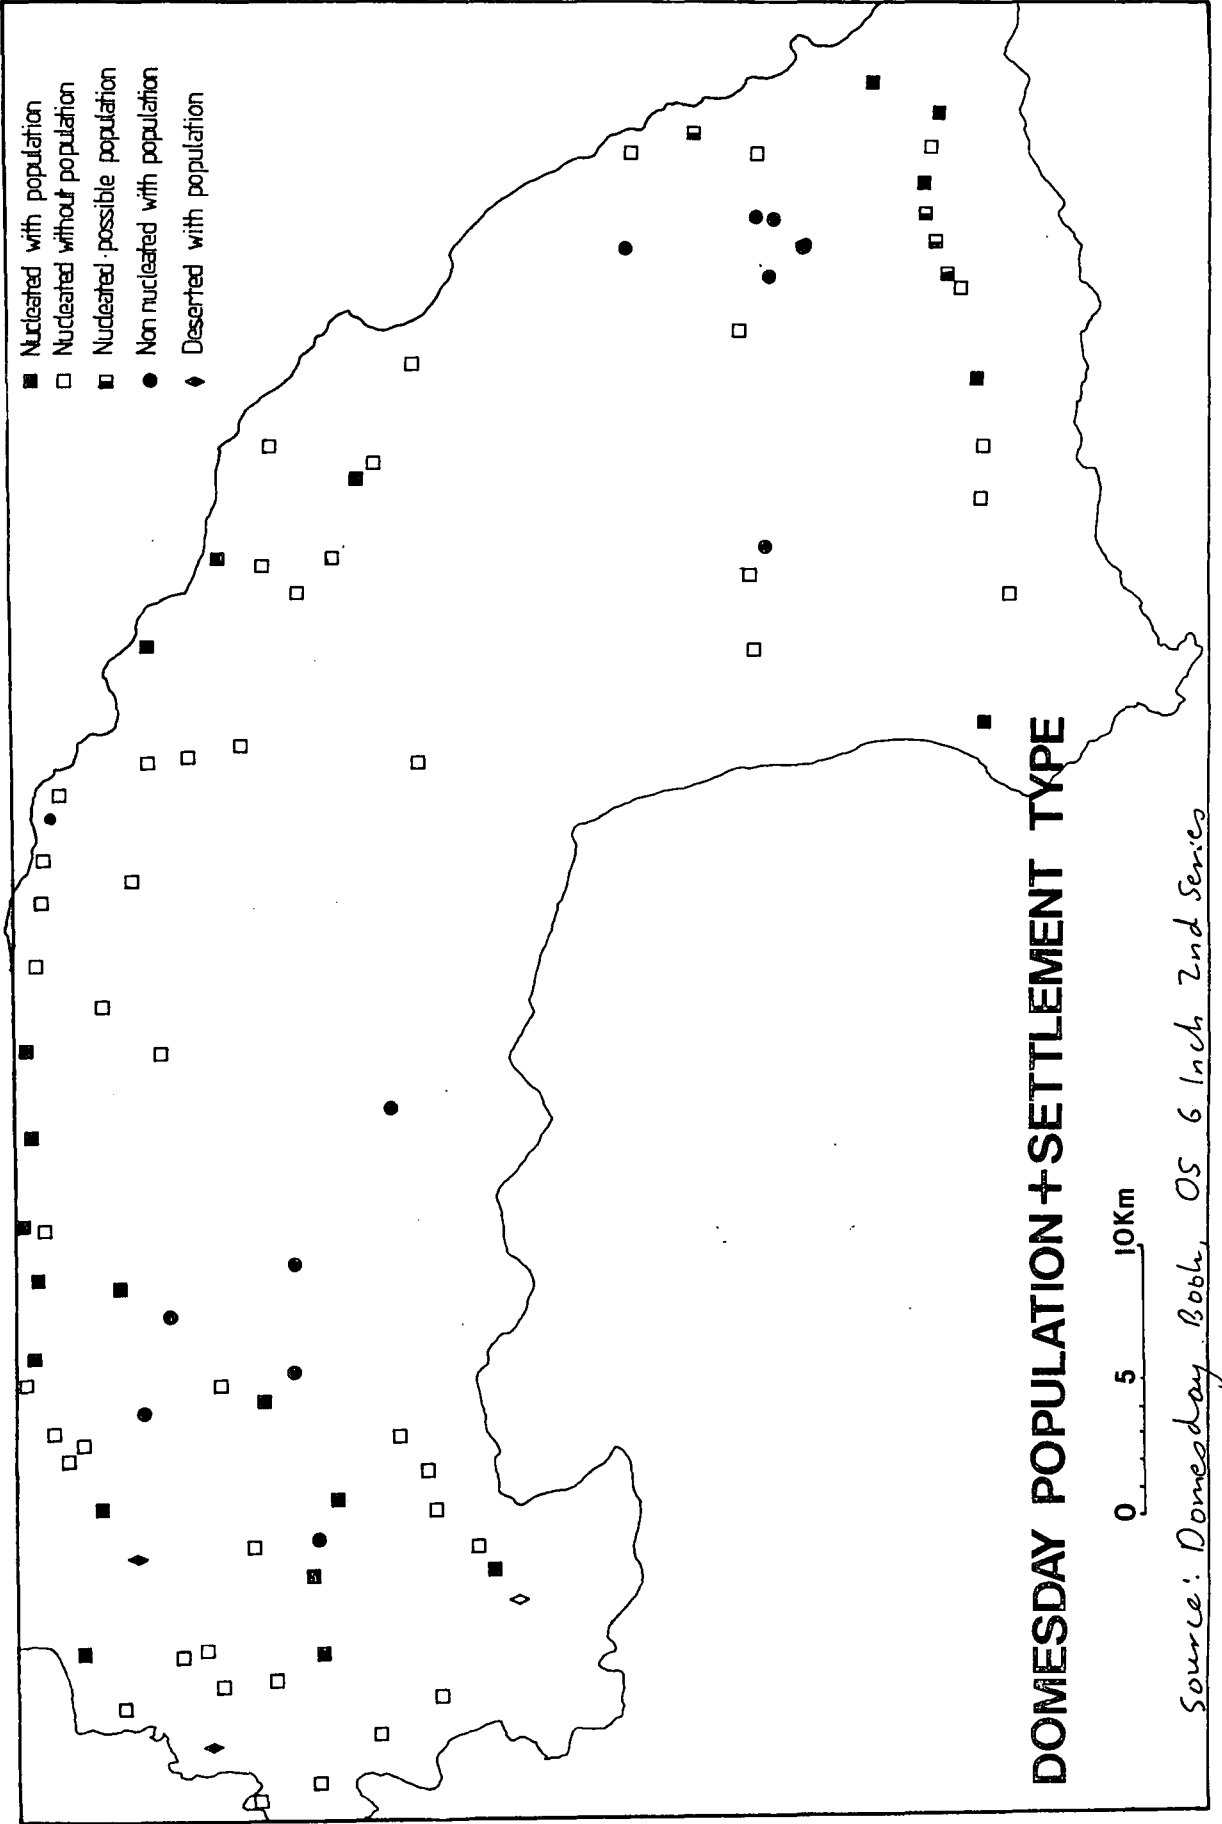 Nucleated with population
Nucleated without population
Nucleated possible population
Non nucleated with population
Deserted with population
DOMESDAY POPULATION + SETTLEMENT TYPE
0 5 10Km
Source: Domesday Book, OS 6 Inch 2nd Series